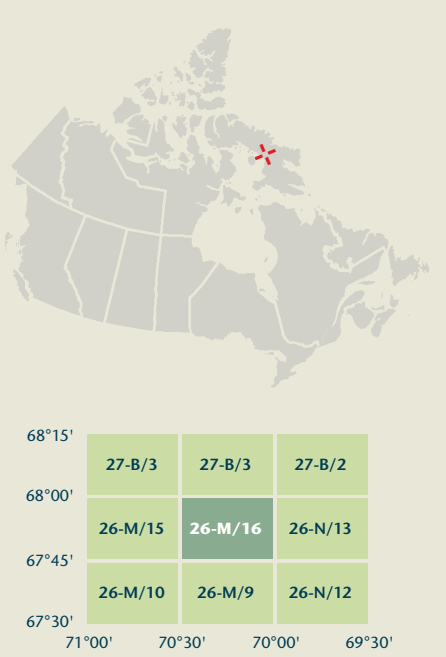 68°15'
27-B/3 27-B/3 27-B/2
68°00'
26-M/15 26-M/16 26-N/13
67°45'
26-M/10 26-M/9 26-N/12
67°30'
71°00' 70°30' 70°00' 69°30'